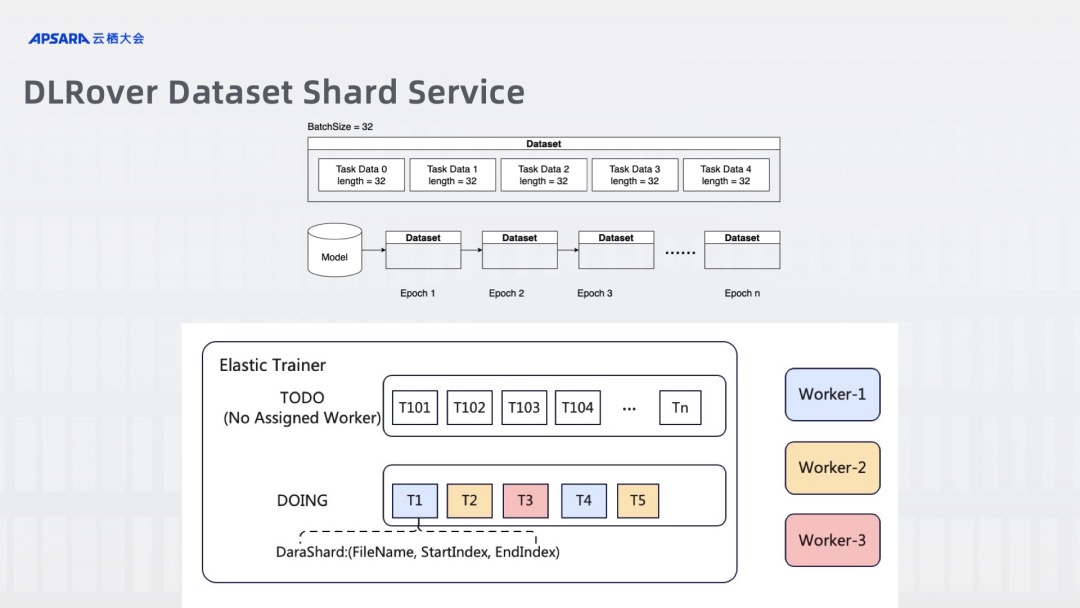 APSARA 云栖大会
DLRover Dataset Shard Service
BatchSize = 32
Dataset
Task Data 0 Task Data 1 Task Data 2 Task Data 3 Task Data 4
length = 32 length = 32 length = 32 length = 32 length = 32
Model
Dataset Dataset Dataset ...... Dataset
Epoch 1 Epoch 2 Epoch 3 Epoch n
Elastic Trainer
TODO
(No Assigned Worker)
T101 T102 T103 T104 ... Tn
DOING
T1 T2 T3 T4 T5
DaraShard:(FileName, StartIndex, EndIndex)
Worker-1
Worker-2
Worker-3